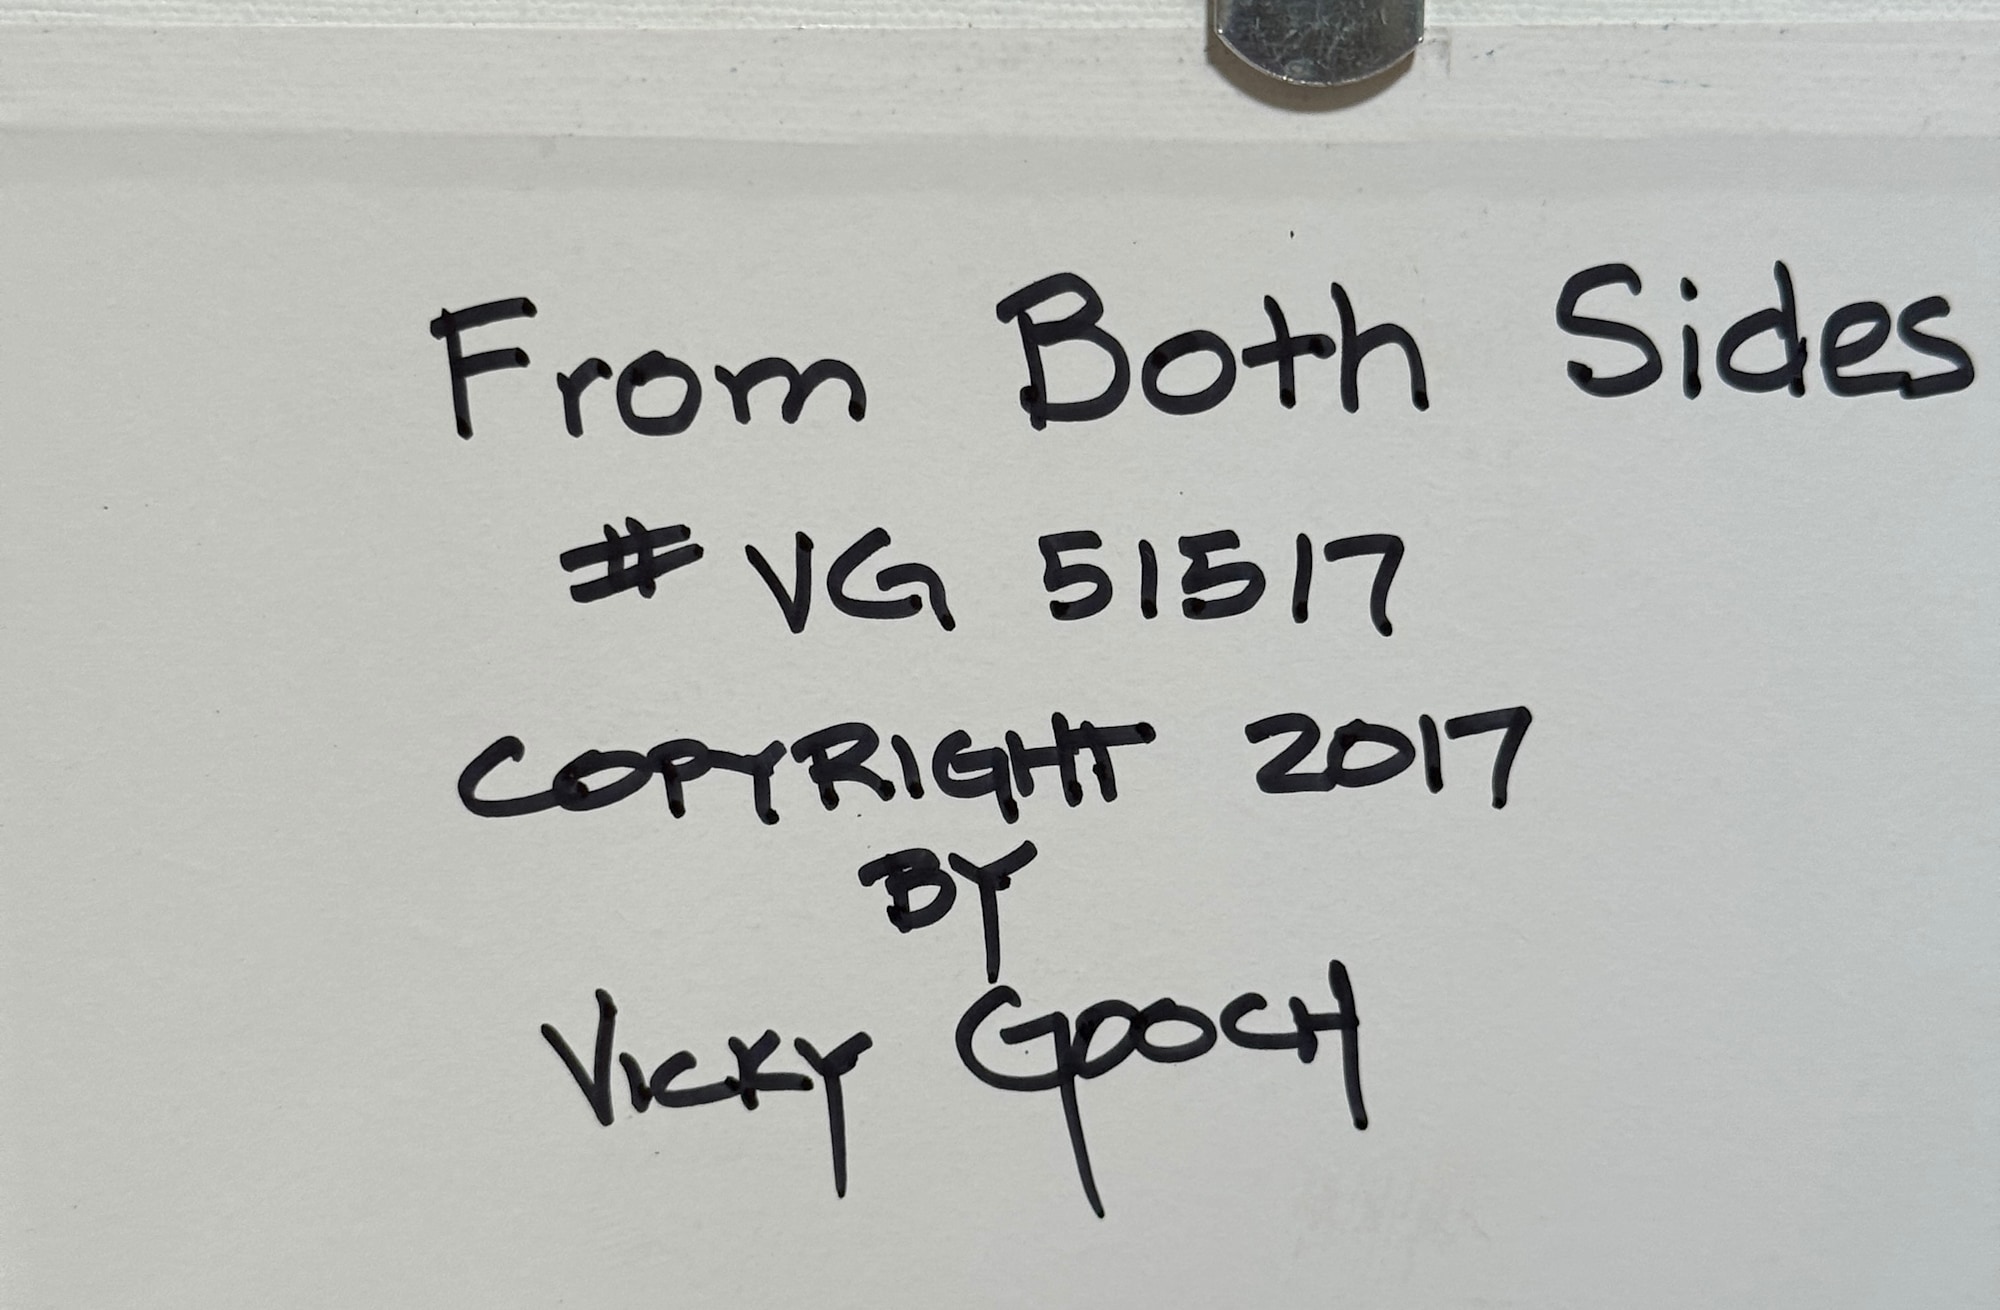 From Both Sides
# VG 51517
COPYRIGHT 2017
BY
VICKY GOOCH